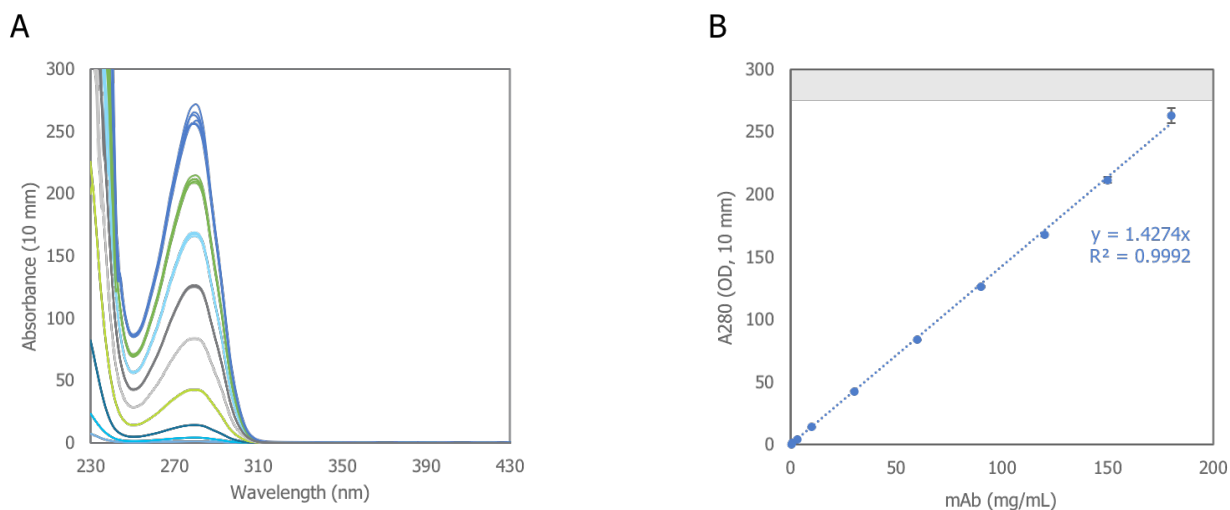 A
300
250
200
150
100
50
0
230 270 310 350 390 430
Absorbance (10 mm)
Wavelength (nm)
B
300
250
200
150
100
50
0
0 50 100 150 200
A280 (OD, 10 mm)
mAb (mg/mL)
y = 1.4274x
R² = 0.9992